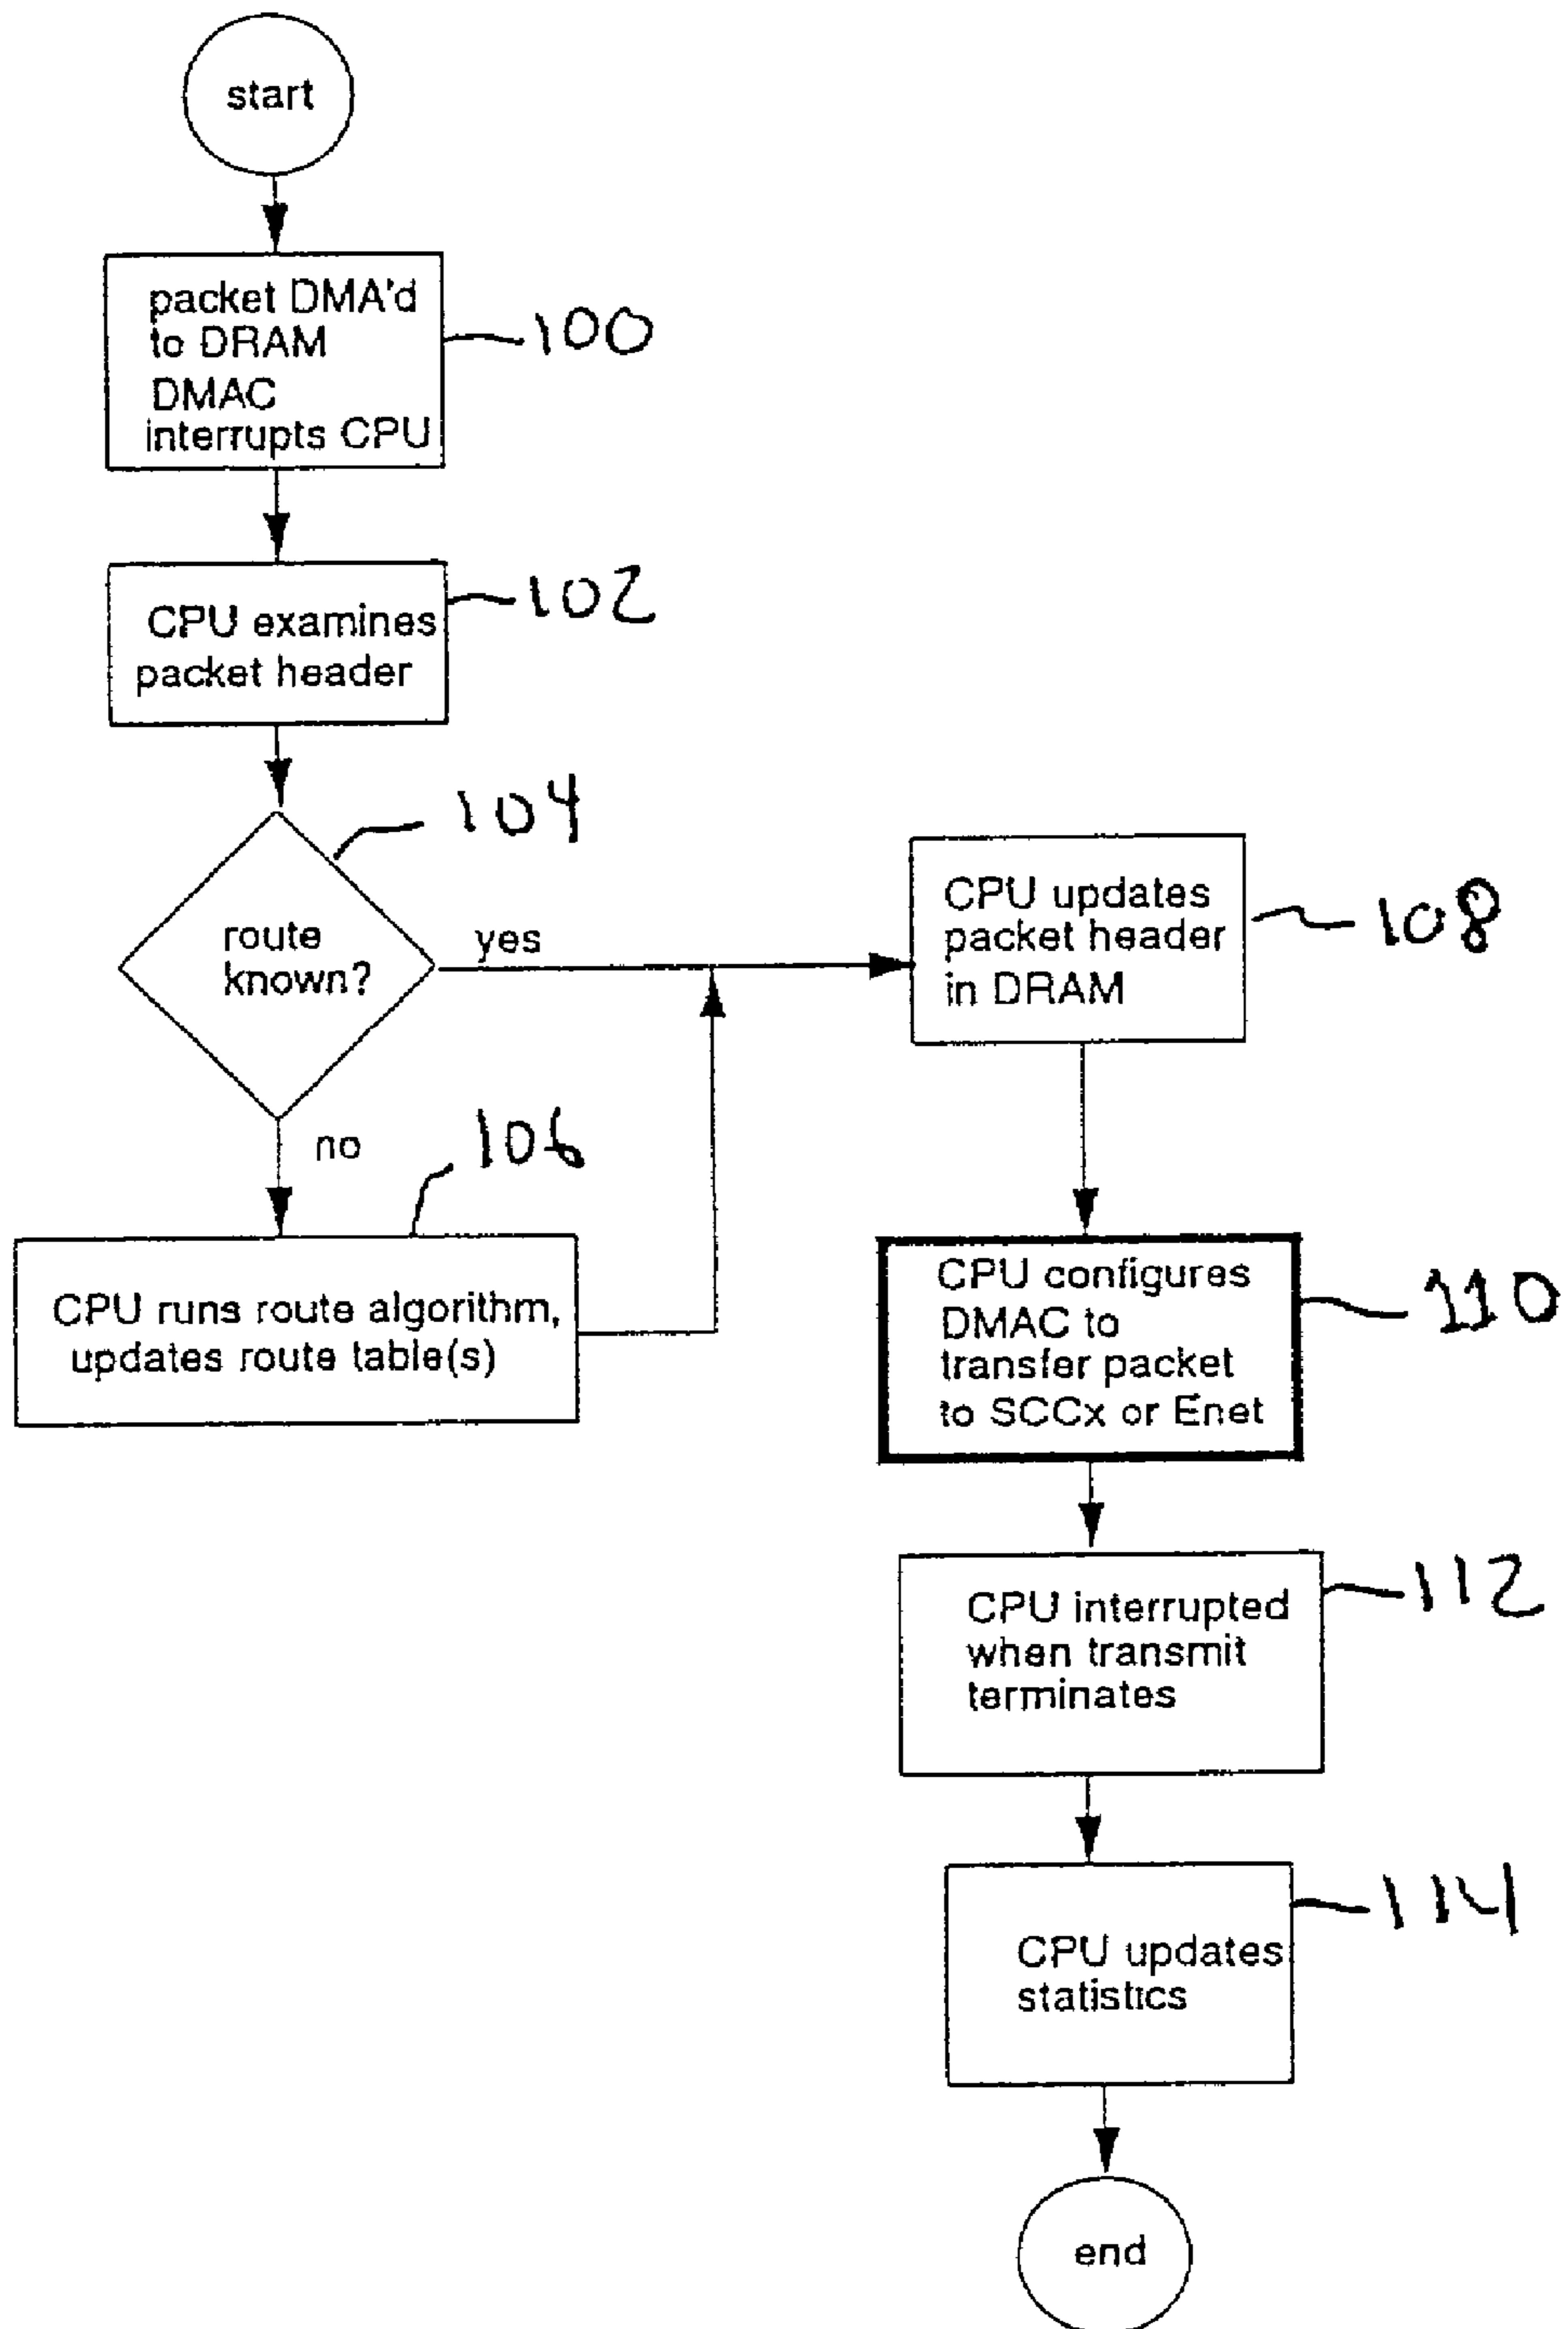 start
packet DMA'd
to DRAM
DMAC
interrupts CPU
100
CPU examines
packet header
102
104
route
known?
yes
no
106
CPU runs route algorithm,
updates route table(s)
CPU updates
packet header
in DRAM
108
CPU configures
DMAC to
transfer packet
to SCCx or Enet
110
CPU interrupted
when transmit
terminates
112
CPU updates
statistics
114
end